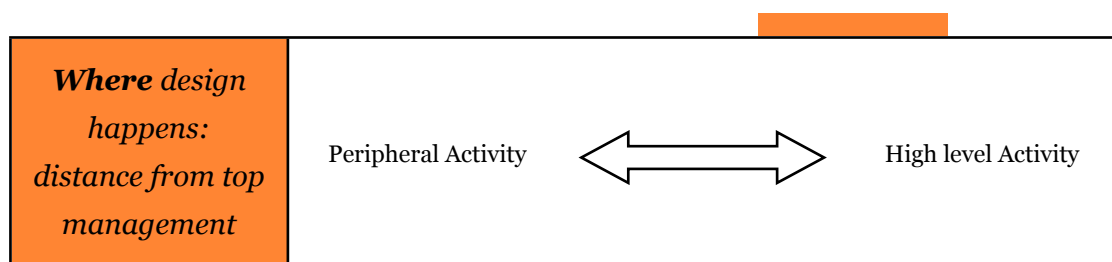 Where design
happens:
distance from top
management
Peripheral Activity
High level Activity